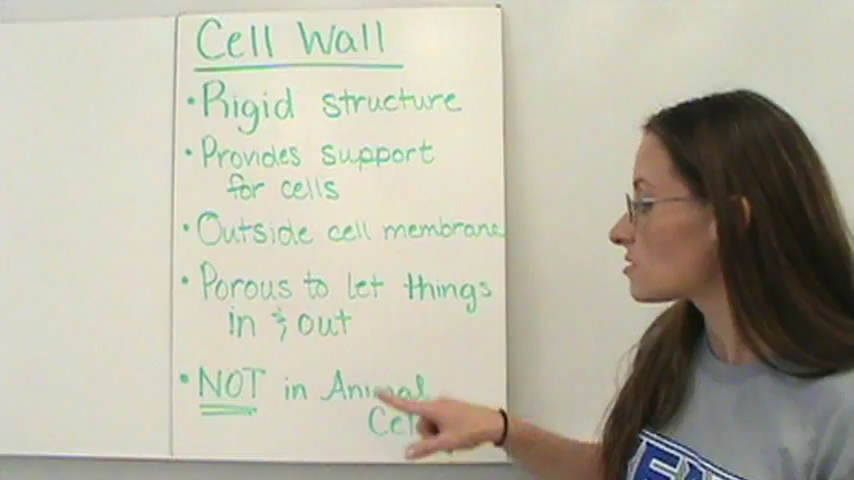 Cell Wall
• Rigid structure
• Provides support
for cells
• Outside cell membrane
• Porous to let things
in & out
• NOT in Animal